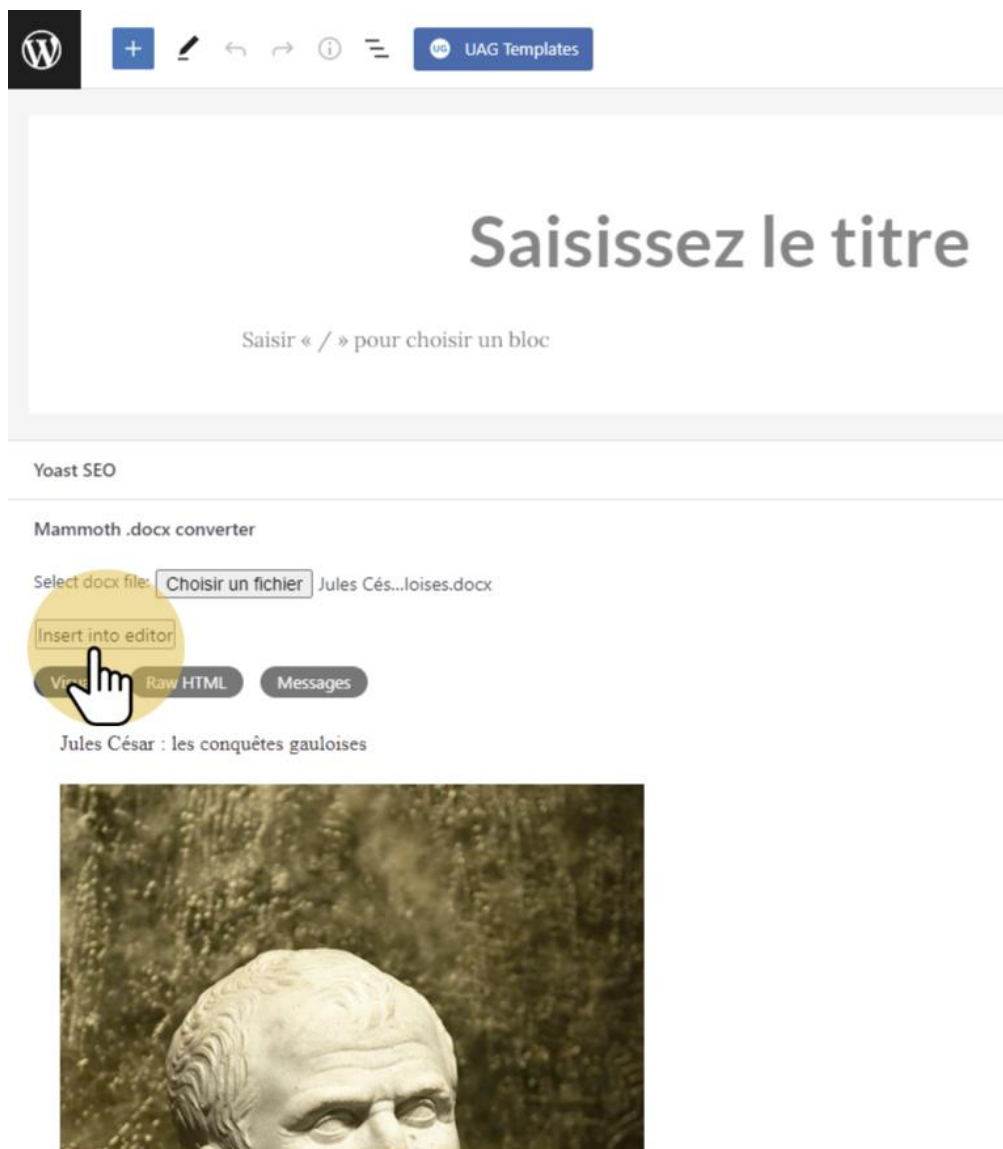 UG UAG Templates
Saisissez le titre
Saisir « / » pour choisir un bloc
Yoast SEO
Mammoth .docx converter
Select docx file: Choisir un fichier Jules Cés...loises.docx
Insert into editor
Raw HTML Messages
Jules César : les conquêtes gauloises